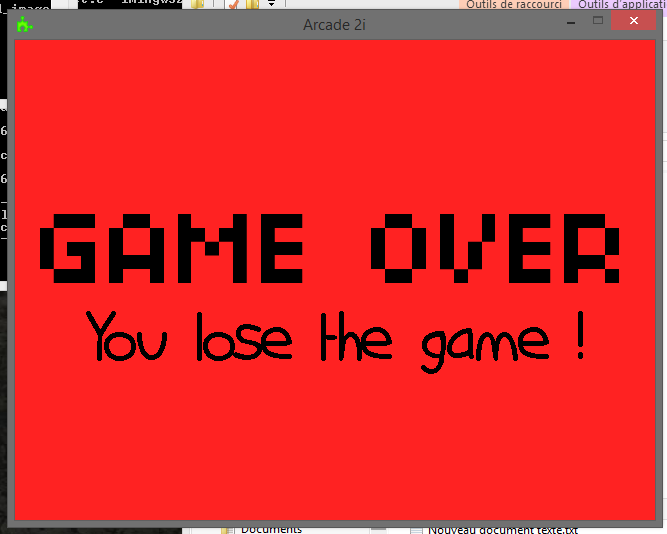 Outils de raccourci
Outils d'applicati
Arcade 2i
GAME OVER
You lose the game !
Documents
Nouveau document texte.txt